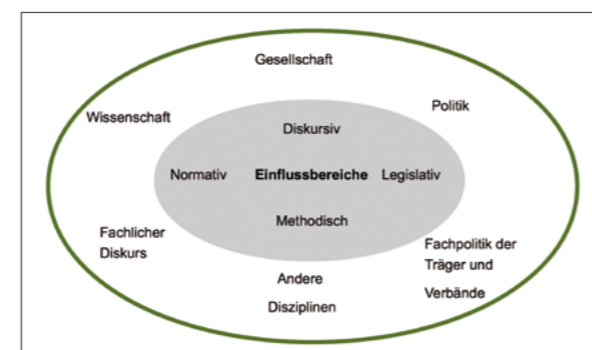 Gesellschaft
Wissenschaft
Politik
Diskursiv
Normativ Einflussbereiche Legislativ
Methodisch
Fachlicher
Diskurs
Andere
Disziplinen
Fachpolitik der
Träger und
Verbände